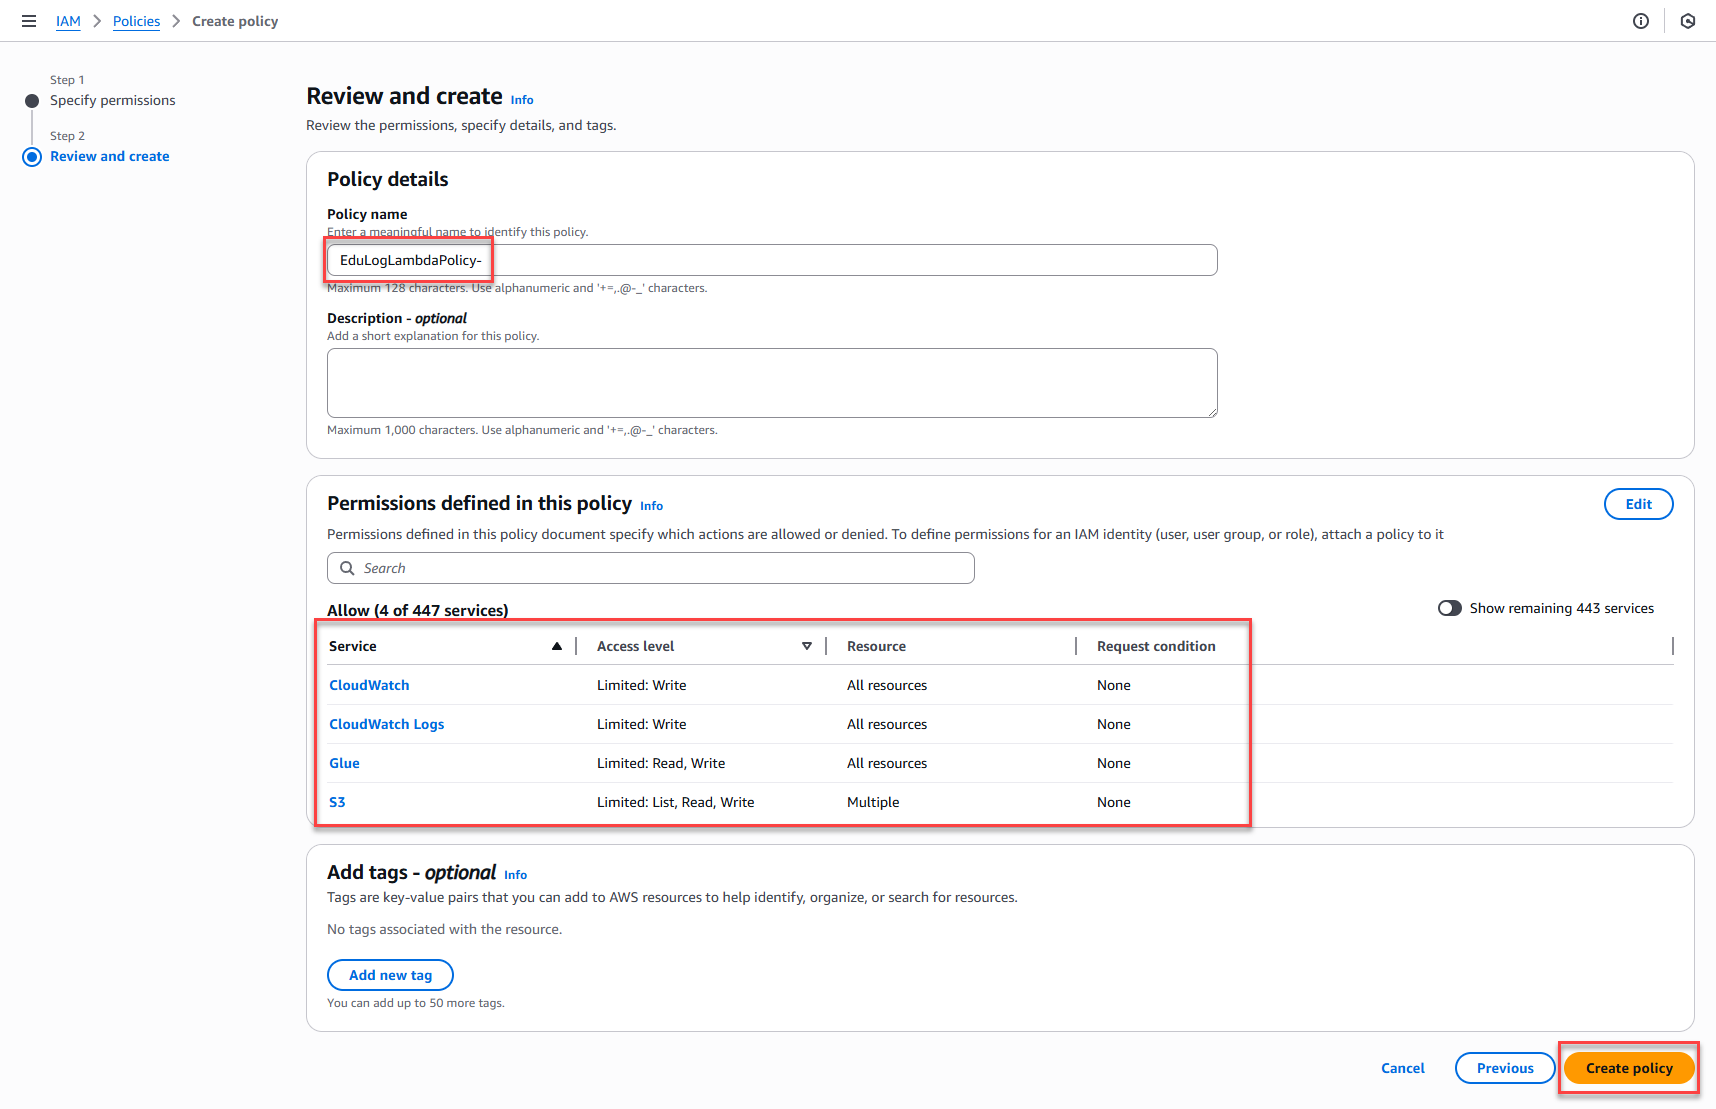 IAM > Policies > Create policy
Step 1
Specify permissions
Step 2
Review and create
Review and create Info
Review the permissions, specify details, and tags.
Policy details
Policy name
Enter a meaningful name to identify this policy.
EduLogLambdaPolicy-
Maximum 128 characters. Use alphanumeric and '+=,.@-_' characters.
Description - optional
Add a short explanation for this policy.
Maximum 1,000 characters. Use alphanumeric and '+=,.@-_' characters.
Permissions defined in this policy Info
Edit
Permissions defined in this policy document specify which actions are allowed or denied. To define permissions for an IAM identity (user, user group, or role), attach a policy to it
Search
Allow (4 of 447 services)
Show remaining 443 services
Service Access level Resource Request condition
CloudWatch Limited: Write All resources None
CloudWatch Logs Limited: Write All resources None
Glue Limited: Read, Write All resources None
S3 Limited: List, Read, Write Multiple None
Add tags - optional Info
Tags are key-value pairs that you can add to AWS resources to help identify, organize, or search for resources.
No tags associated with the resource.
Add new tag
You can add up to 50 more tags.
Cancel Previous Create policy